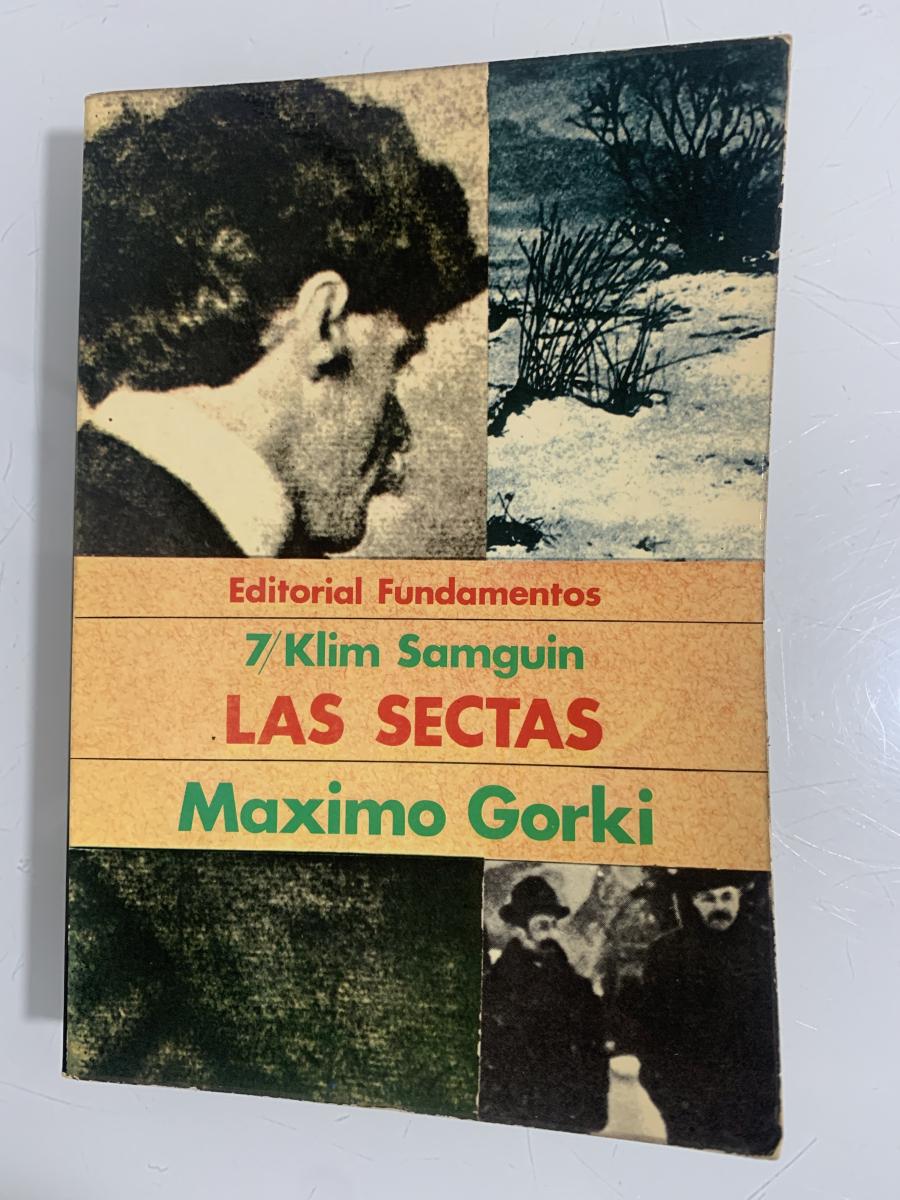 Editorial Fundamentos
7/Klim Samguin
LAS SECTAS
Maximo Gorki